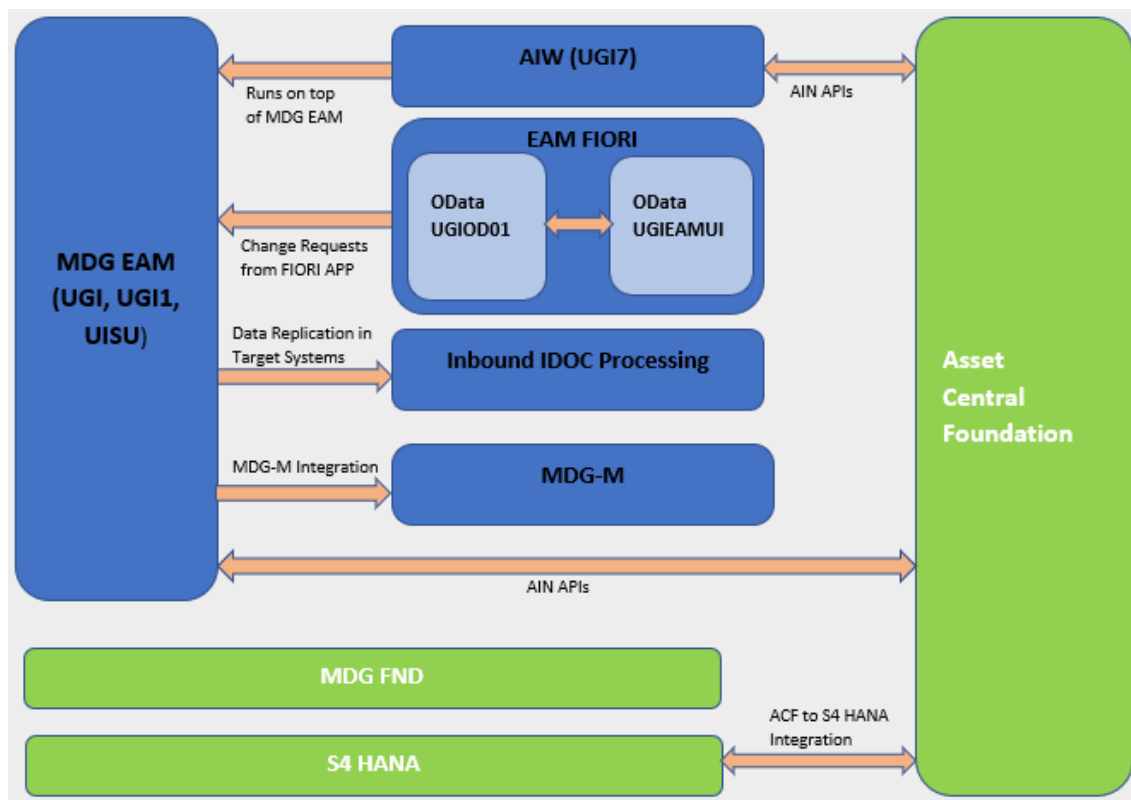 AIW (UGI7)
Runs on top
of MDG EAM
AIN APIs
EAM FIORI
OData
UGIOD01
OData
UGIEAMUI
Change Requests
from FIORI APP
MDG EAM
(UGI, UGI1,
UISU)
Data Replication in
Target Systems
Inbound IDOC Processing
Asset
Central
Foundation
MDG-M Integration
MDG-M
AIN APIs
MDG FND
ACF to S4 HANA
Integration
S4 HANA